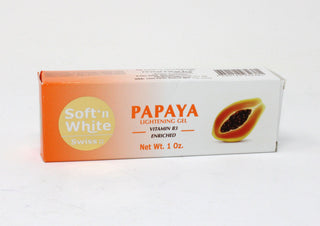 Soft'n
White
Swiss
PAPAYA
LIGHTENING GEL
VITAMIN B3
ENRICHED
Net Wt. 1 Oz.